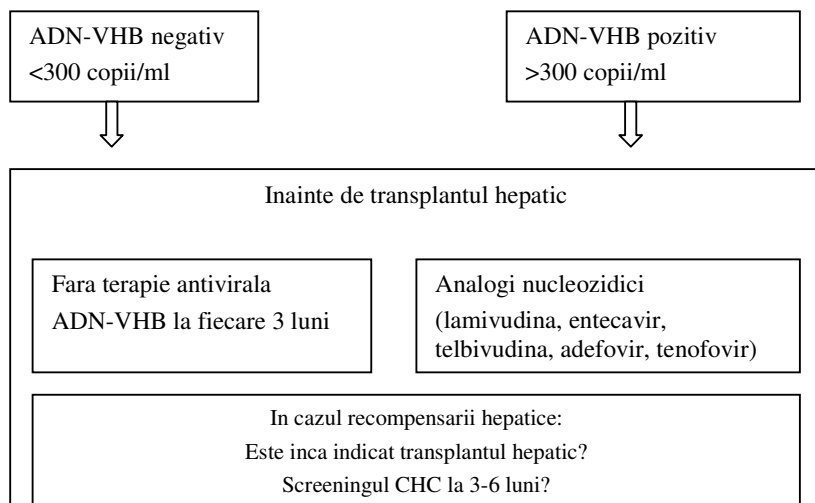 ADN-VHB negativ
<300 copii/ml
ADN-VHB pozitiv
>300 copii/ml
Inainte de transplantul hepatic
Fara terapie antivirala
ADN-VHB la fiecare 3 luni
Analogi nucleozidici
(lamivudina, entecavir,
telbivudina, adefovir, tenofovir)
In cazul recompensarii hepatice:
Este inca indicat transplantul hepatic?
Screeningul CHC la 3-6 luni?